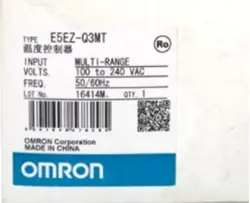 TYPE E5EZ-Q3MT
温度控制器
INPUT MULTI-RANGE
VOLTS. 100 to 240 VAC
FREQ. 50/60Hz
LOT No. 16414M. QTY. 1
Ro
OMRON Corporation
MADE IN CHINA
OMRON